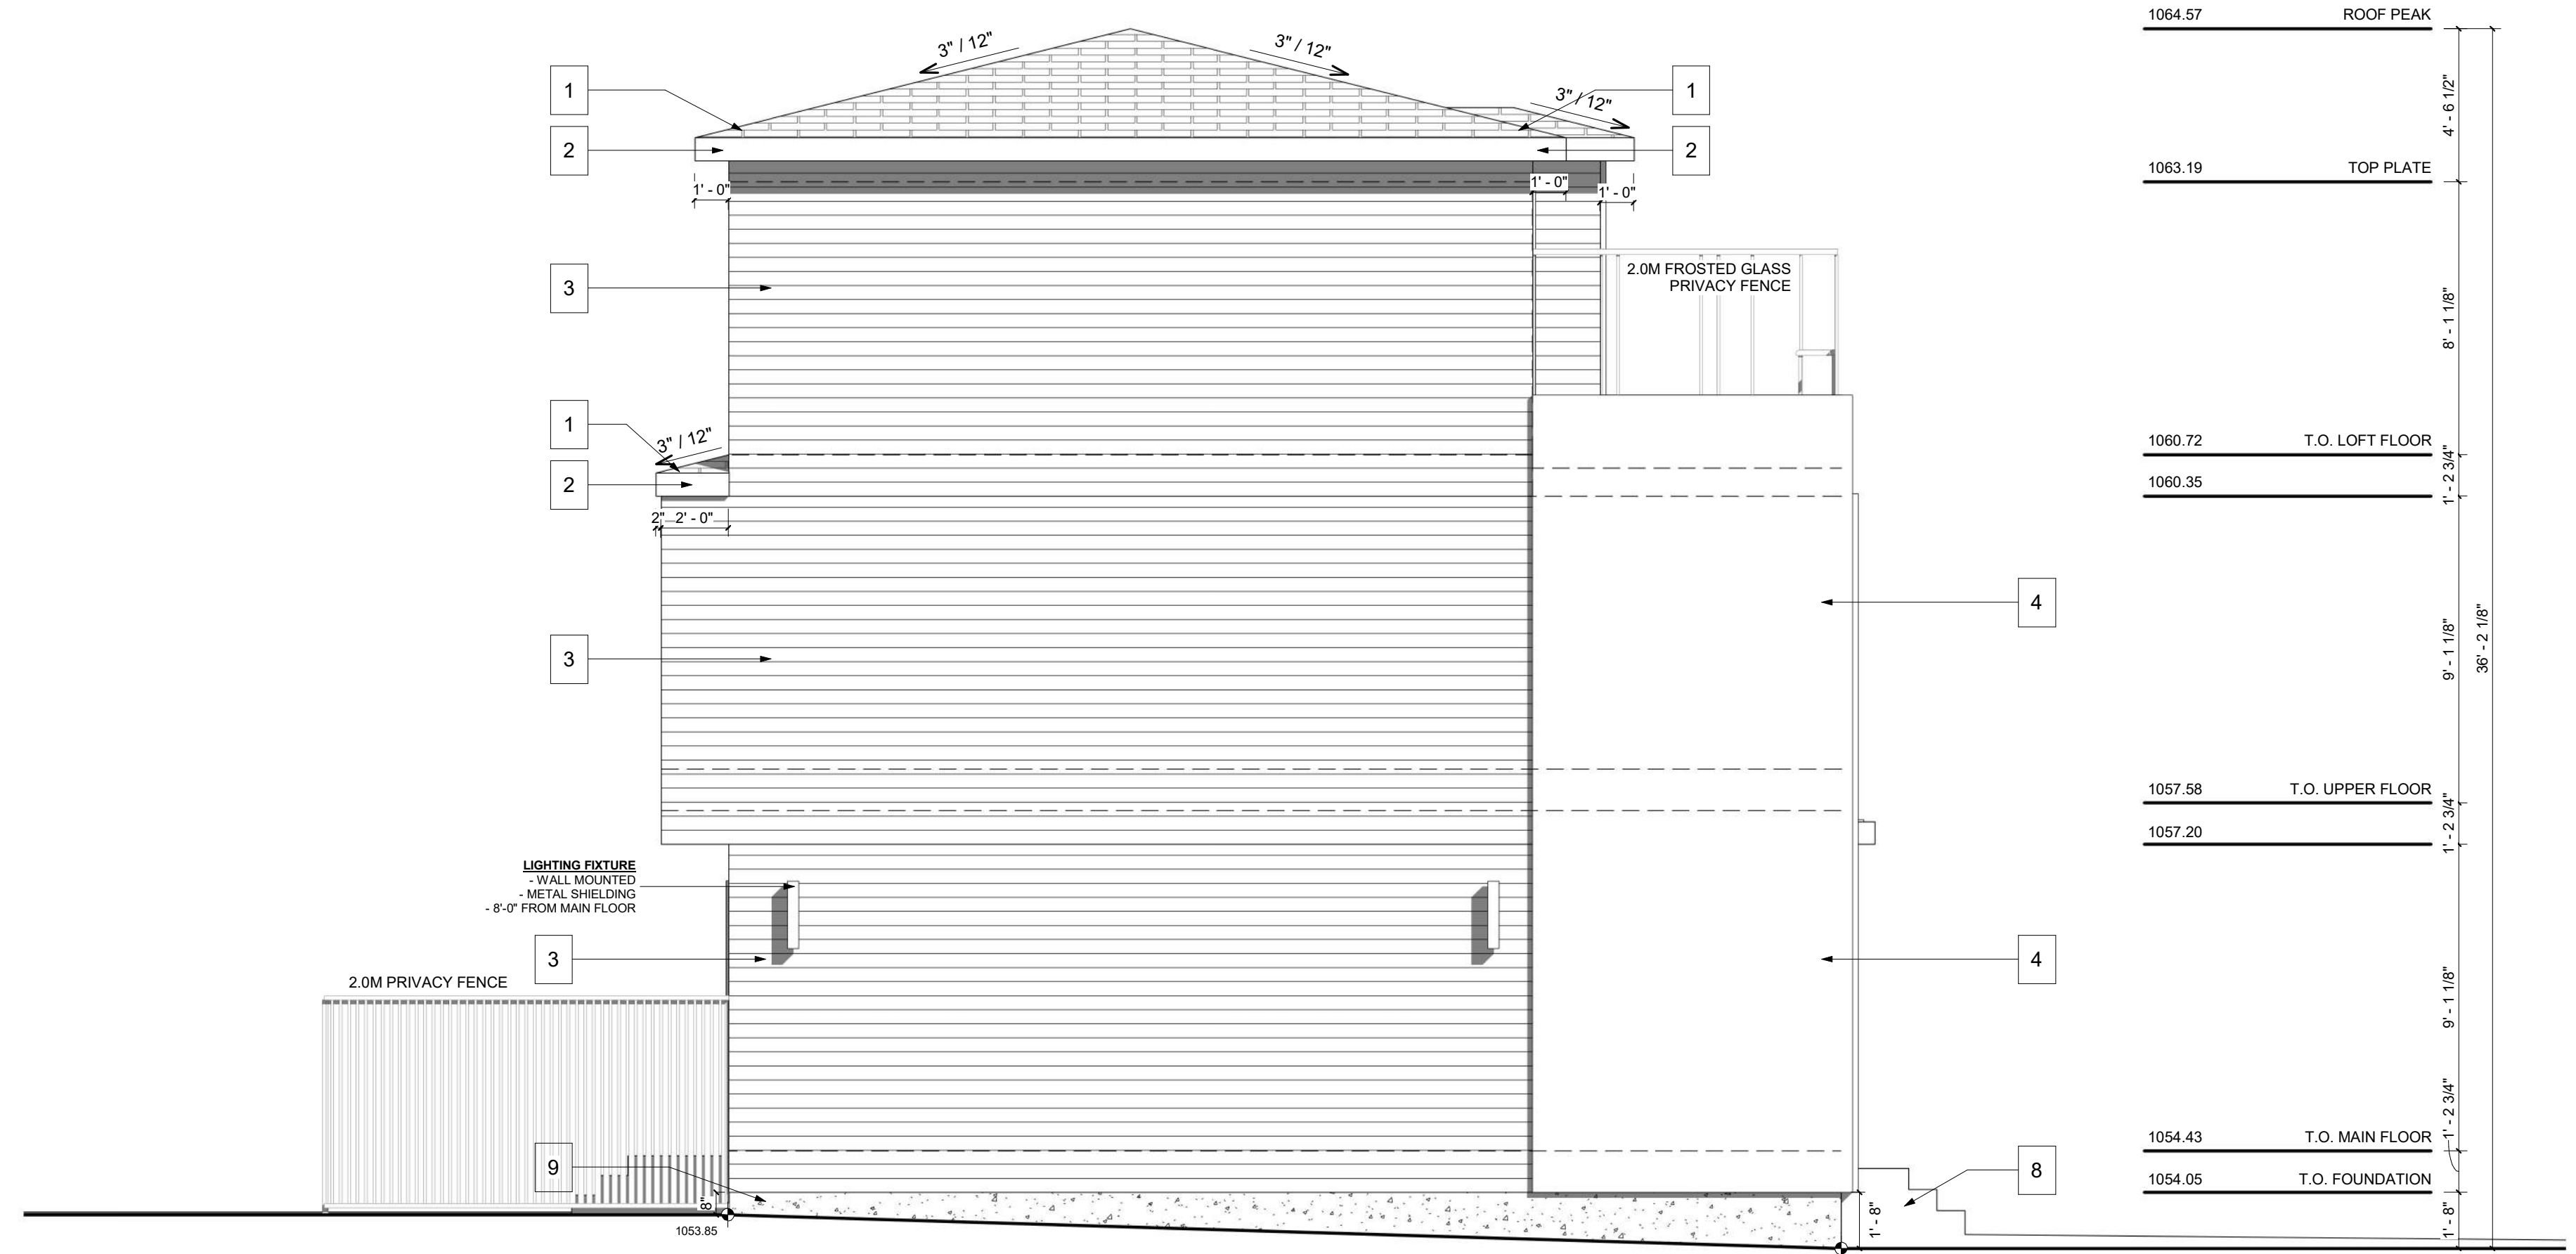 1064.57 ROOF PEAK
3" / 12"
3" / 12"
1
1
3" / 12"
4' - 6 1/2"
2
2
1063.19 TOP PLATE
1' - 0"
1' - 0"
1' - 0"
2.0M FROSTED GLASS
PRIVACY FENCE
3
8' - 1 1/8"
1
3" / 12"
1060.72 T.O. LOFT FLOOR
2
1060.35
1' - 2 3/4"
2" 2' - 0"
4
3
9' - 1 1/8"
36' - 2 1/8"
1057.58 T.O. UPPER FLOOR
1057.20
1' - 2 3/4"
LIGHTING FIXTURE
- WALL MOUNTED
- METAL SHIELDING
- 8'-0" FROM MAIN FLOOR
3
4
2.0M PRIVACY FENCE
9' - 1 1/8"
1054.43 T.O. MAIN FLOOR
1' - 2 3/4"
9
8
1054.05 T.O. FOUNDATION
8"
1' - 8"
1' - 8"
1053.85